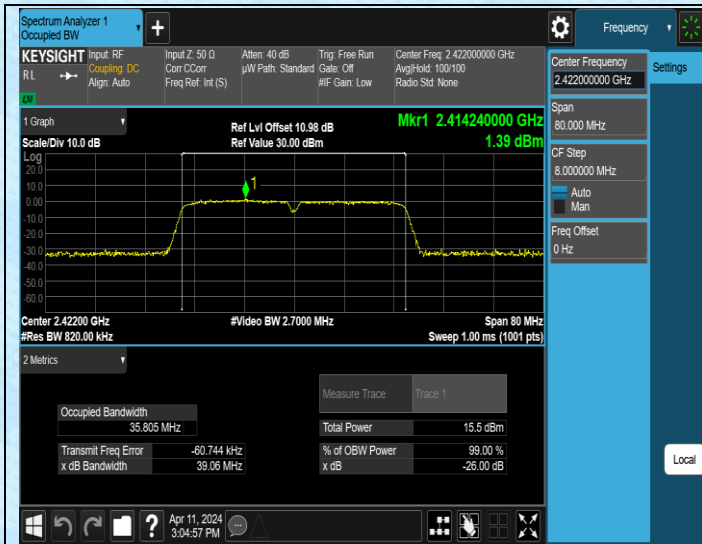 Spectrum Analyzer 1
Occupied BW
+
Frequency
KEYSIGHT
RL
LXI
Input: RF
Coupling: DC
Align: Auto
Input Z: 50 Ω
Corr CCorr
Freq Ref: Int (S)
Atten: 40 dB
µW Path: Standard
Trig: Free Run
Gate: Off
#IF Gain: Low
Center Freq: 2.422000000 GHz
Avg|Hold: 100/100
Radio Std: None
Center Frequency
2.422000000 GHz
Settings
Span
80.000 MHz
CF Step
8.000000 MHz
Auto
Man
Freq Offset
0 Hz
Local
1 Graph
Scale/Div 10.0 dB
Ref Lvl Offset 10.98 dB
Ref Value 30.00 dBm
Mkr1 2.414240000 GHz
1.39 dBm
Log
20.0
10.0
0.00
-10.0
-20.0
-30.0
-40.0
-50.0
-60.0
1
Center 2.42200 GHz
#Res BW 820.00 kHz
#Video BW 2.7000 MHz
Span 80 MHz
Sweep 1.00 ms (1001 pts)
2 Metrics
Measure Trace Trace 1
Occupied Bandwidth
35.805 MHz
Total Power 15.5 dBm
Transmit Freq Error -60.744 kHz
x dB Bandwidth 39.06 MHz
% of OBW Power 99.00 %
x dB -26.00 dB
?
Apr 11, 2024
3:04:57 PM